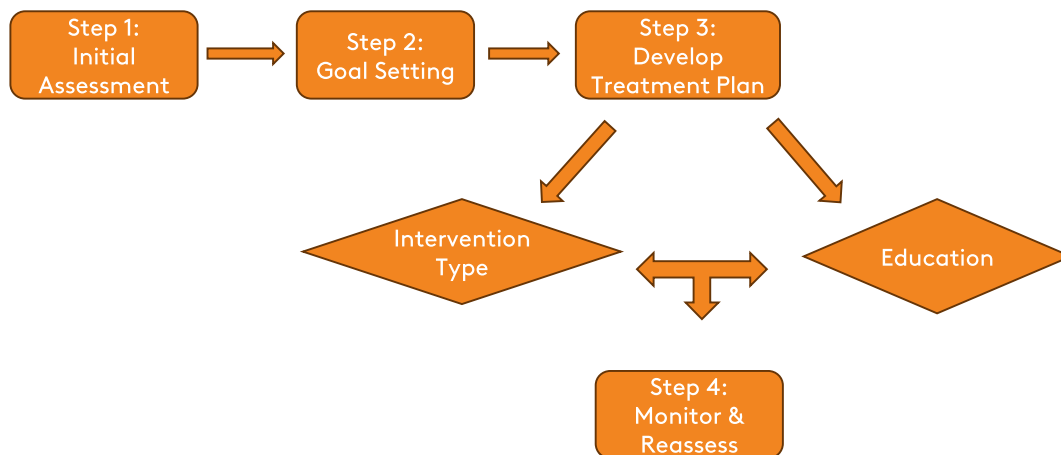 Step 1:
Initial
Assessment
Step 2:
Goal Setting
Step 3:
Develop
Treatment Plan
Intervention
Type
Education
Step 4:
Monitor &
Reassess